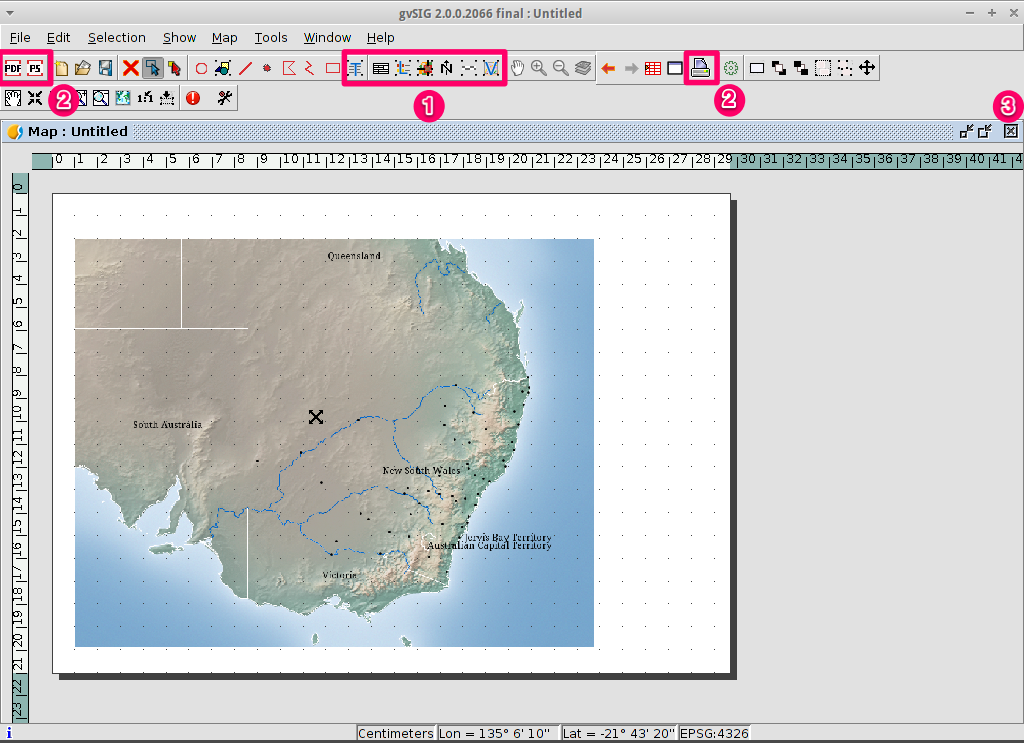 gvSIG 2.0.0.2066 final : Untitled
File Edit Selection Show Map Tools Window Help
PDF PS
1:1
2 1 2 3
Map : Untitled
0 1 2 3 4 5 6 7 8 9 10 11 12 13 14 15 16 17 18 19 20 21 22 23 24 25 26 27 28 29 30 31 32 33 34 35 36 37 38 39 40 41 4
0
1
2
3
4
5
6
7
8
9
10
11
12
13
14
15
16
17
18
19
20
21
22
23
Queensland
South Australia
New South Wales
Jervis Bay Territory
Australian Capital Territory
Victoria
Centimeters Lon = 135° 6' 10" Lat = -21° 43' 20" EPSG:4326